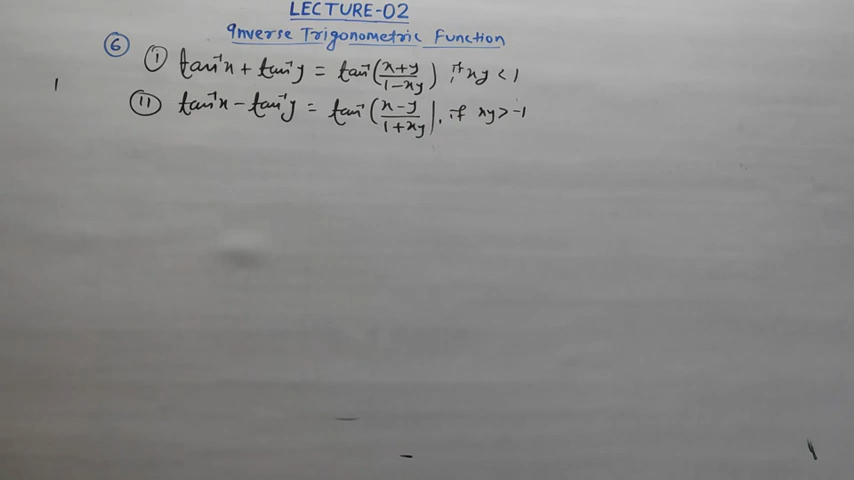 LECTURE-02
Inverse Trigonometric Function
⑥ (i) tan⁻¹x + tan⁻¹y = tan⁻¹(x+y/1-xy), if xy < 1
(ii) tan⁻¹x - tan⁻¹y = tan⁻¹(x-y/1+xy), if xy > -1